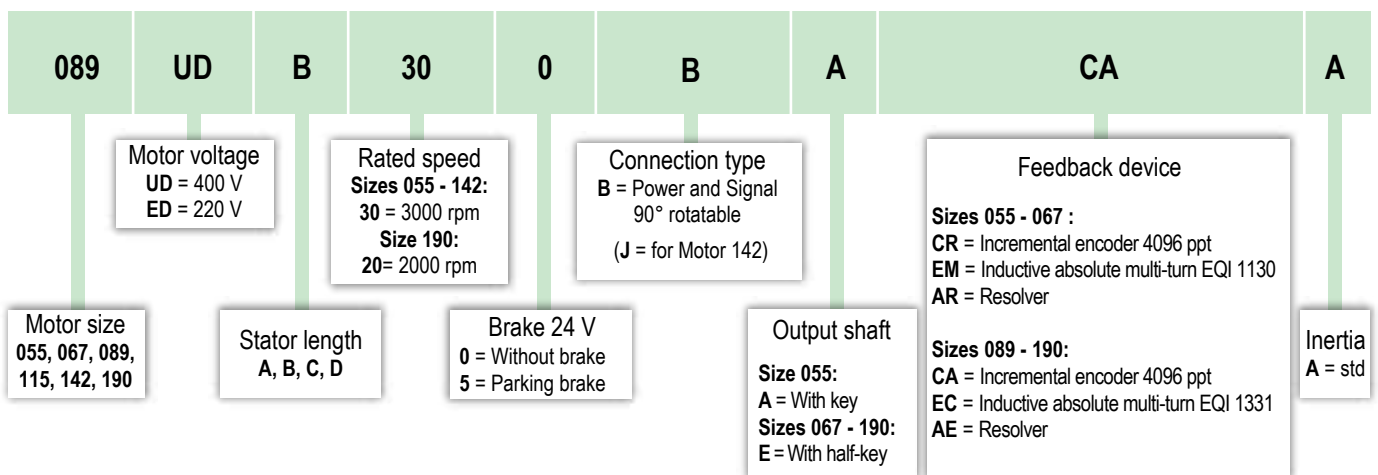 089 UD B 30 0 B A CA A
Motor voltage
UD = 400 V
ED = 220 V
Rated speed
Sizes 055 - 142:
30 = 3000 rpm
Size 190:
20= 2000 rpm
Connection type
B = Power and Signal
90° rotatable
(J = for Motor 142)
Feedback device
Sizes 055 - 067 :
CR = Incremental encoder 4096 ppt
EM = Inductive absolute multi-turn EQI 1130
AR = Resolver
Sizes 089 - 190:
CA = Incremental encoder 4096 ppt
EC = Inductive absolute multi-turn EQI 1331
AE = Resolver
Motor size
055, 067, 089,
115, 142, 190
Stator length
A, B, C, D
Brake 24 V
0 = Without brake
5 = Parking brake
Output shaft
Size 055:
A = With key
Sizes 067 - 190:
E = With half-key
Inertia
A = std